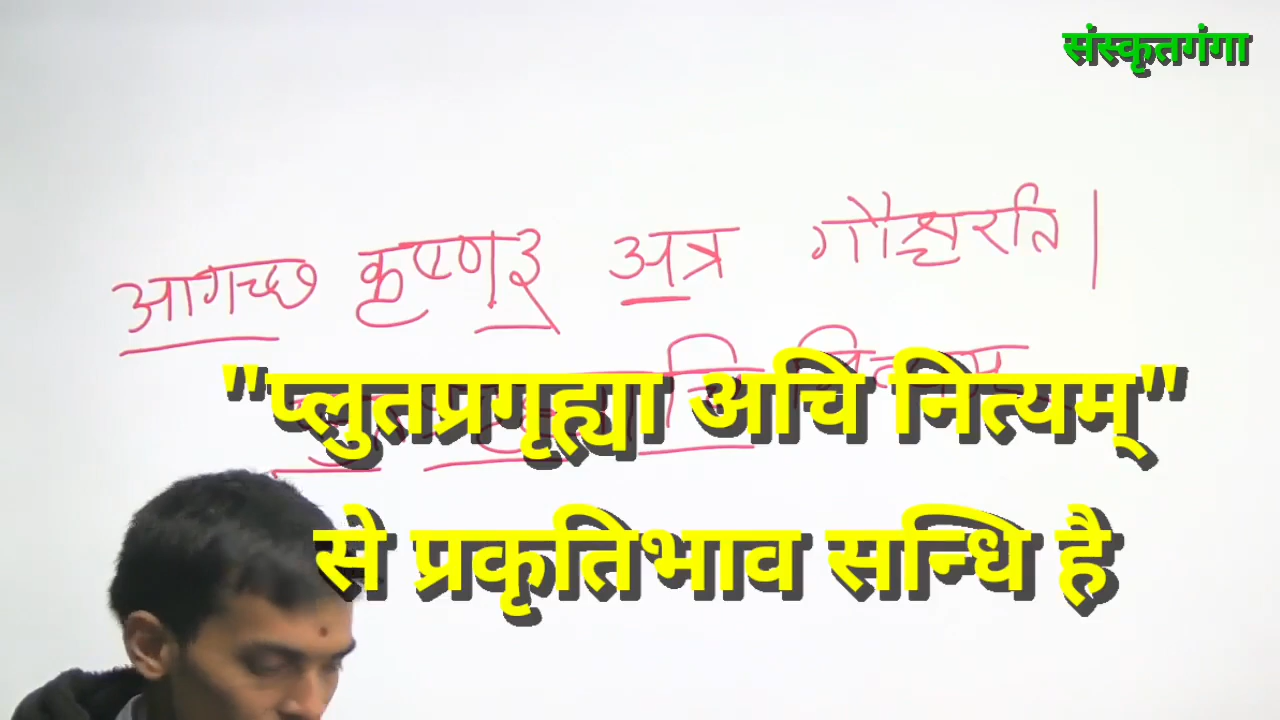 संस्कृतगंगा
आगच्छ कृष्ण३ अत्र गौश्चरति।
"प्लुतप्रगृह्या अचि नित्यम्"
से प्रकृतिभाव सन्धि है